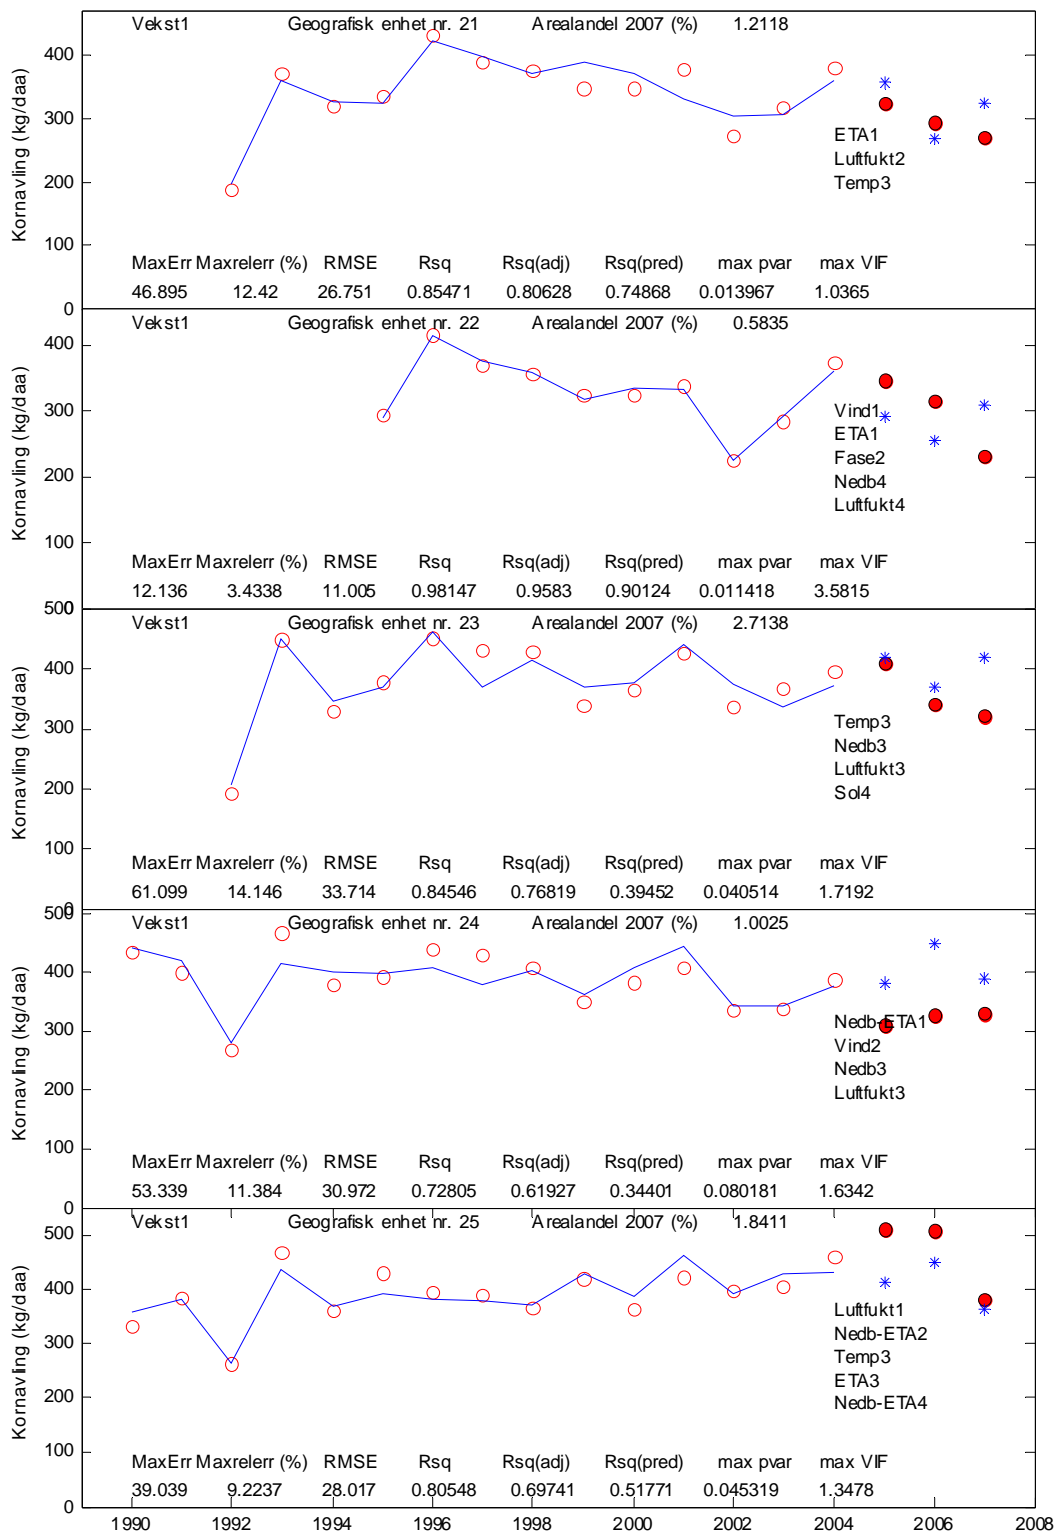 Vekst1 Geografisk enhet nr. 21 Arealandel 2007 (%) 1.2118
400
300
200
100
0
Kornavling (kg/daa)
ETA1
Luftfukt2
Temp3
MaxErr Maxrelerr (%) RMSE Rsq Rsq(adj) Rsq(pred) max pvar max VIF
46.895 12.42 26.751 0.85471 0.80628 0.74868 0.013967 1.0365
Vekst1 Geografisk enhet nr. 22 Arealandel 2007 (%) 0.5835
400
300
200
100
0
Kornavling (kg/daa)
Vind1
ETA1
Fase2
Nedb4
Luftfukt4
MaxErr Maxrelerr (%) RMSE Rsq Rsq(adj) Rsq(pred) max pvar max VIF
12.136 3.4338 11.005 0.98147 0.9583 0.90124 0.011418 3.5815
Vekst1 Geografisk enhet nr. 23 Arealandel 2007 (%) 2.7138
500
400
300
200
100
0
Kornavling (kg/daa)
Temp3
Nedb3
Luftfukt3
Sol4
MaxErr Maxrelerr (%) RMSE Rsq Rsq(adj) Rsq(pred) max pvar max VIF
61.099 14.146 33.714 0.84546 0.76819 0.39452 0.040514 1.7192
Vekst1 Geografisk enhet nr. 24 Arealandel 2007 (%) 1.0025
500
400
300
200
100
0
Kornavling (kg/daa)
Nedb-ETA1
Vind2
Nedb3
Luftfukt3
MaxErr Maxrelerr (%) RMSE Rsq Rsq(adj) Rsq(pred) max pvar max VIF
53.339 11.384 30.972 0.72805 0.61927 0.34401 0.080181 1.6342
Vekst1 Geografisk enhet nr. 25 Arealandel 2007 (%) 1.8411
500
400
300
200
100
0
Kornavling (kg/daa)
Luftfukt1
Nedb-ETA2
Temp3
ETA3
Nedb-ETA4
MaxErr Maxrelerr (%) RMSE Rsq Rsq(adj) Rsq(pred) max pvar max VIF
39.039 9.2237 28.017 0.80548 0.69741 0.51771 0.045319 1.3478
1990 1992 1994 1996 1998 2000 2002 2004 2006 2008